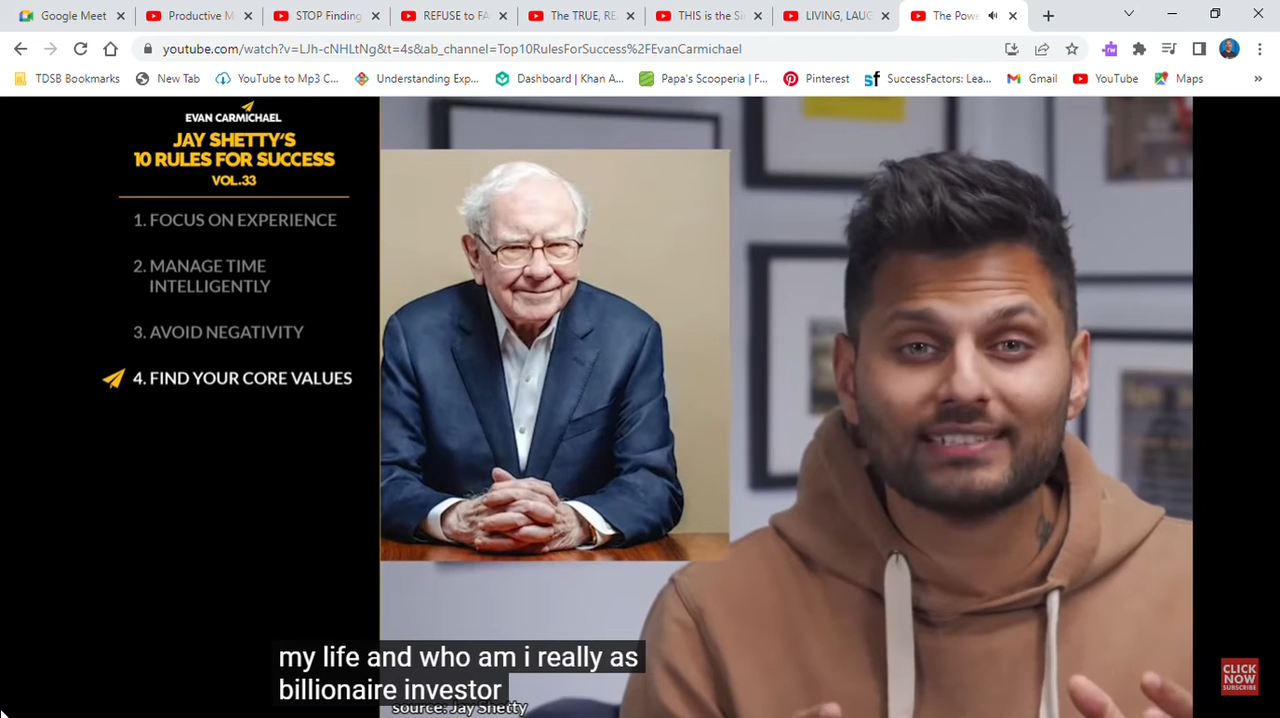 Google Meet
Productive M
STOP Finding
REFUSE to FA
The TRUE, RE
THIS is the Si
LIVING, LAUG
The Powe
youtube.com/watch?v=LJh-cNHLtNg&t=4s&ab_channel=Top10RulesForSuccess%2FEvanCarmichael
TDSB Bookmarks
New Tab
YouTube to Mp3 C...
Understanding Exp...
Dashboard | Khan A...
Papa's Scooperia | F...
Pinterest
sf SuccessFactors: Lea...
Gmail
YouTube
Maps
»
EVAN CARMICHAEL
JAY SHETTY'S
10 RULES FOR SUCCESS
VOL.33
1. FOCUS ON EXPERIENCE
2. MANAGE TIME
INTELLIGENTLY
3. AVOID NEGATIVITY
4. FIND YOUR CORE VALUES
my life and who am i really as
billionaire investor
source: Jay Shetty
CLICK
NOW
SUBSCRIBE